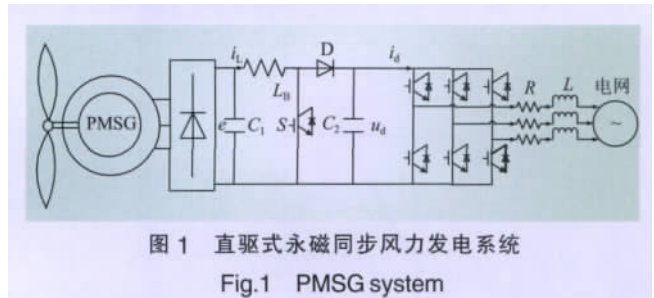 i_L D i_d
L_B R L 电网
PMSG e C_1 S C_2 u_d ~
图 1 直驱式永磁同步风力发电系统
Fig.1 PMSG system